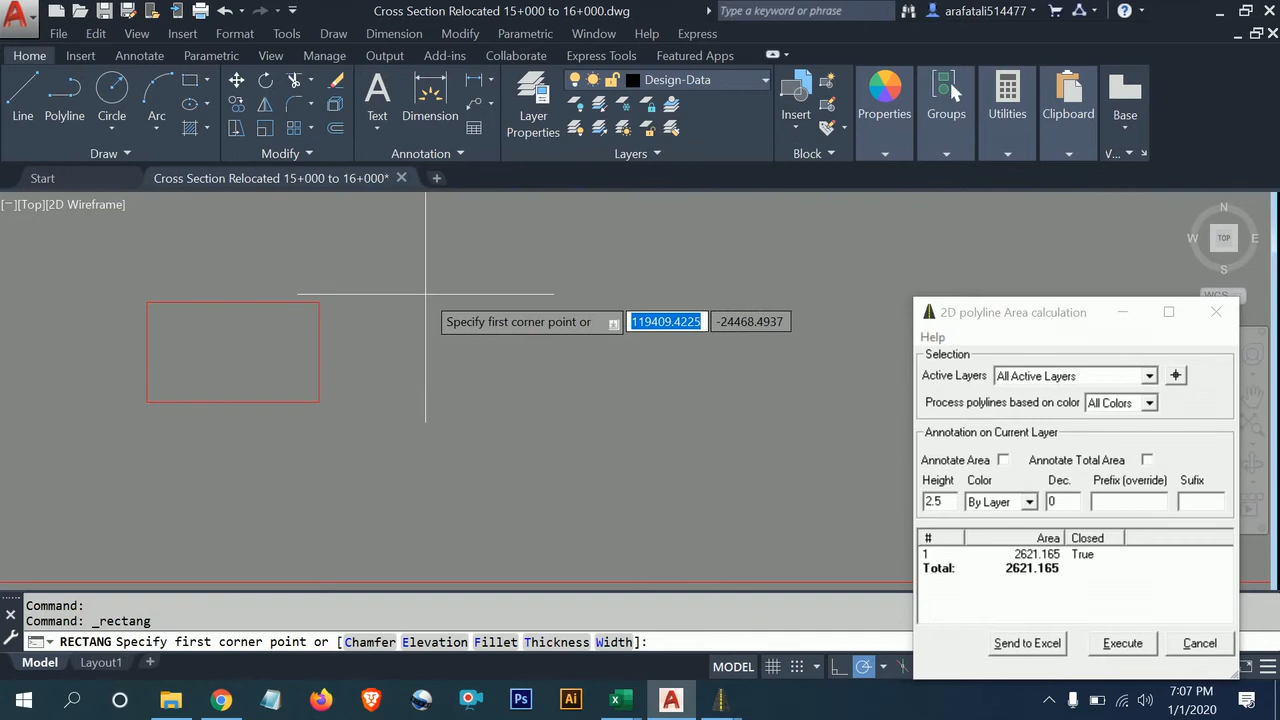 Cross Section Relocated 15+000 to 16+000.dwg
Type a keyword or phrase
arafatali514477
File Edit View Insert Format Tools Draw Dimension Modify Parametric Window Help Express
Home Insert Annotate Parametric View Manage Output Add-ins Collaborate Express Tools Featured Apps
Design-Data
Line Polyline Circle Arc Text Dimension Layer Properties Insert Properties Groups Utilities Clipboard Base
Draw Modify Annotation Layers Block V...
Start Cross Section Relocated 15+000 to 16+000*
[−][Top][2D Wireframe]
N
W TOP E
S
WCS
Specify first corner point or 119409.4225 -24468.4937
2D polyline Area calculation
Help
Selection
Active Layers All Active Layers
Process polylines based on color All Colors
Annotation on Current Layer
Annotate Area Annotate Total Area
Height Color Dec. Prefix (override) Sufix
2.5 By Layer 0
# Area Closed
1 2621.165 True
Total: 2621.165
Send to Excel Execute Cancel
Command:
Command: _rectang
RECTANG Specify first corner point or [Chamfer Elevation Fillet Thickness Width]:
Model Layout1 MODEL
Ps Ai
7:07 PM
1/1/2020